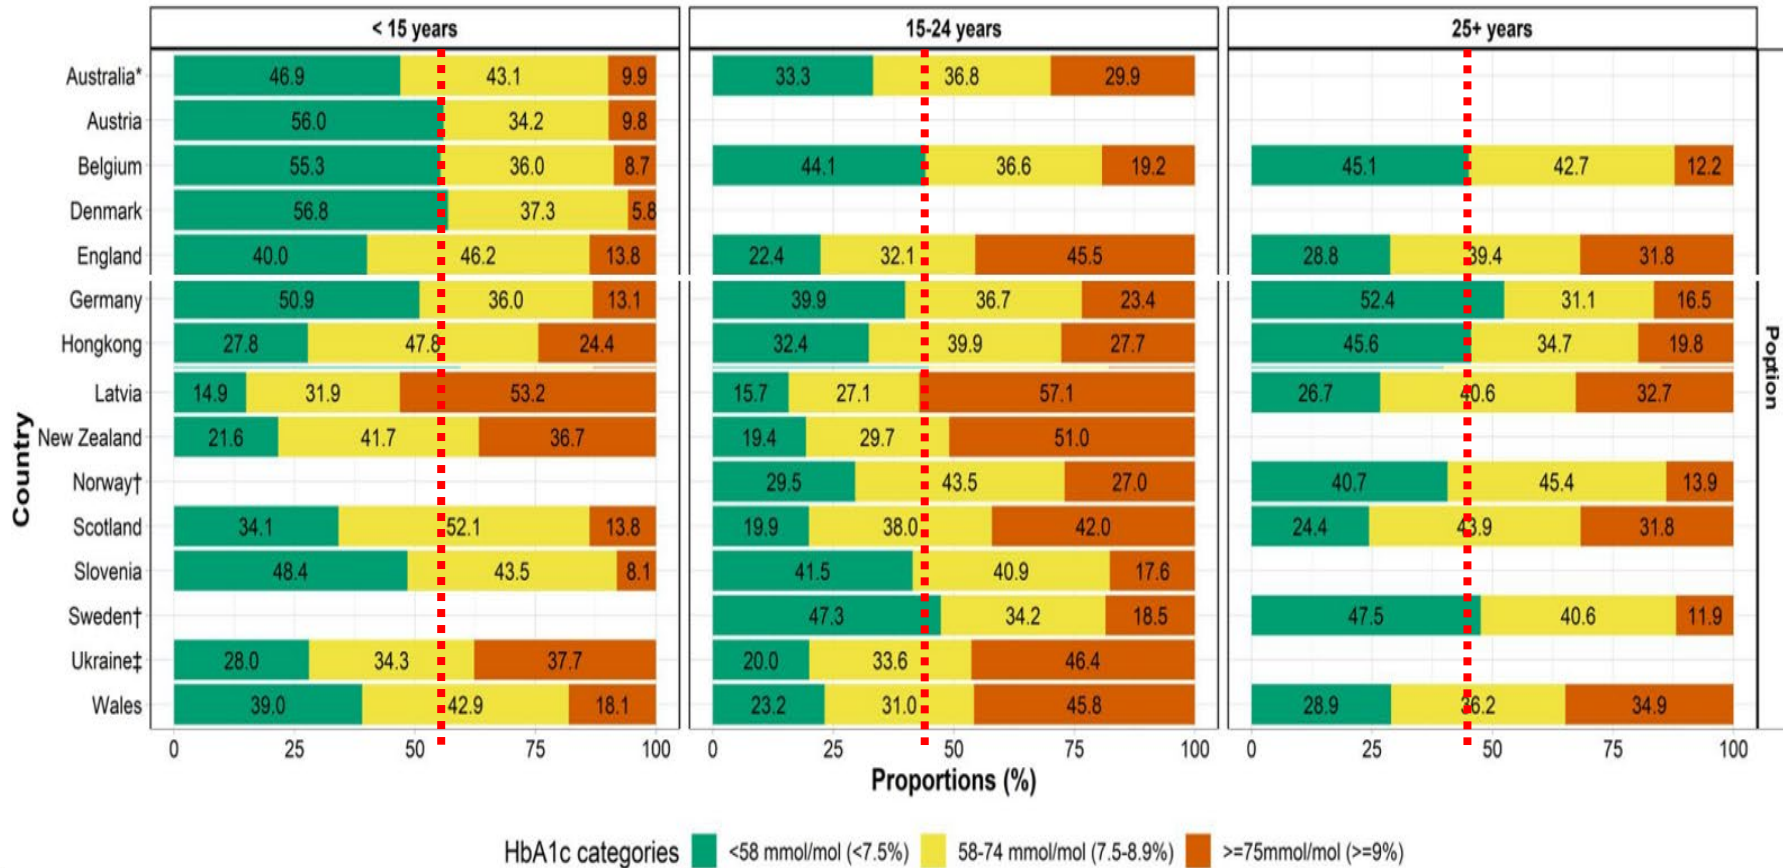 < 15 years 15-24 years 25+ years
Australia* 46.9 43.1 9.9 33.3 36.8 29.9
Austria 56.0 34.2 9.8
Belgium 55.3 36.0 8.7 44.1 36.6 19.2 45.1 42.7 12.2
Denmark 56.8 37.3 5.8
England 40.0 46.2 13.8 22.4 32.1 45.5 28.8 39.4 31.8
Germany 50.9 36.0 13.1 39.9 36.7 23.4 52.4 31.1 16.5
Hongkong 27.8 47.8 24.4 32.4 39.9 27.7 45.6 34.7 19.8
Latvia 14.9 31.9 53.2 15.7 27.1 57.1 26.7 40.6 32.7
New Zealand 21.6 41.7 36.7 19.4 29.7 51.0
Norway† 29.5 43.5 27.0 40.7 45.4 13.9
Scotland 34.1 52.1 13.8 19.9 38.0 42.0 24.4 43.9 31.8
Slovenia 48.4 43.5 8.1 41.5 40.9 17.6
Sweden† 47.3 34.2 18.5 47.5 40.6 11.9
Ukraine‡ 28.0 34.3 37.7 20.0 33.6 46.4
Wales 39.0 42.9 18.1 23.2 31.0 45.8 28.9 36.2 34.9
0 25 50 75 100 0 25 50 75 100 0 25 50 75 100
Country
Poption
Proportions (%)
HbA1c categories <58 mmol/mol (<7.5%) 58-74 mmol/mol (7.5-8.9%) >=75mmol/mol (>=9%)